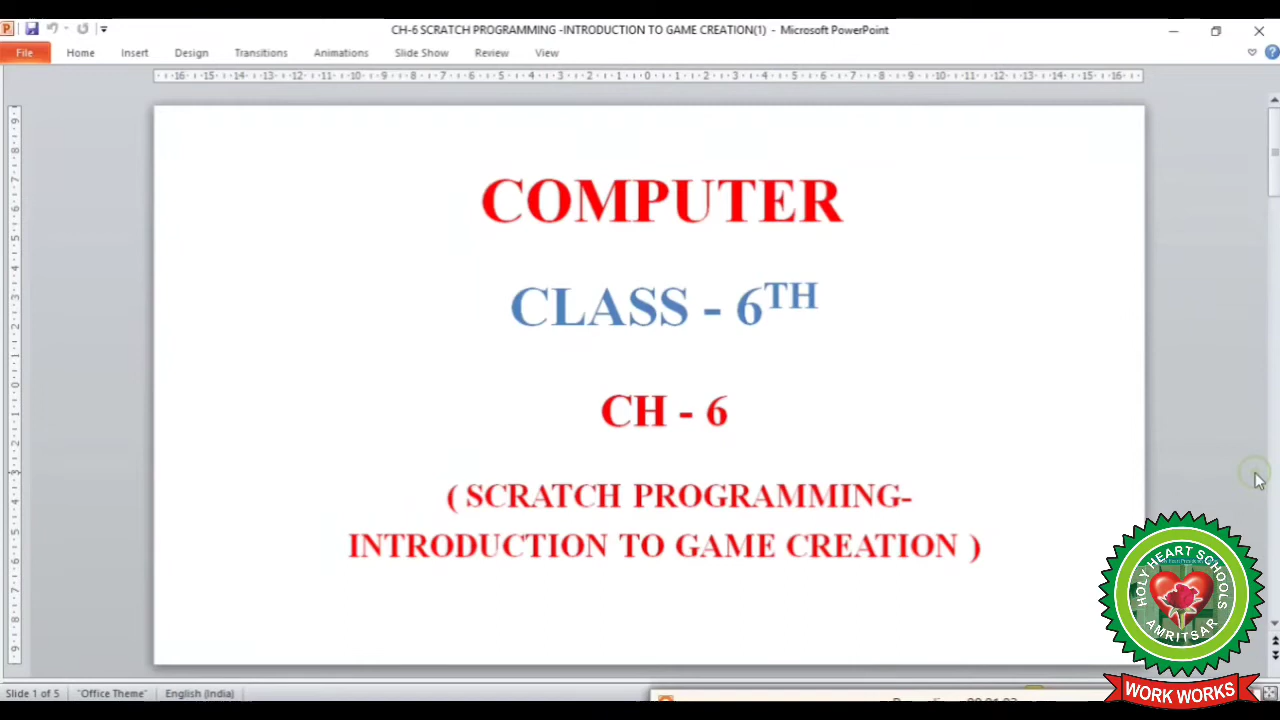 CH-6 SCRATCH PROGRAMMING -INTRODUCTION TO GAME CREATION(1) - Microsoft PowerPoint
File Home Insert Design Transitions Animations Slide Show Review View
COMPUTER
CLASS - 6TH
CH - 6
( SCRATCH PROGRAMMING-
INTRODUCTION TO GAME CREATION )
HOLY HEART SCHOOLS
AMRITSAR
WORK WORKS
Slide 1 of 5 "Office Theme" English (India)